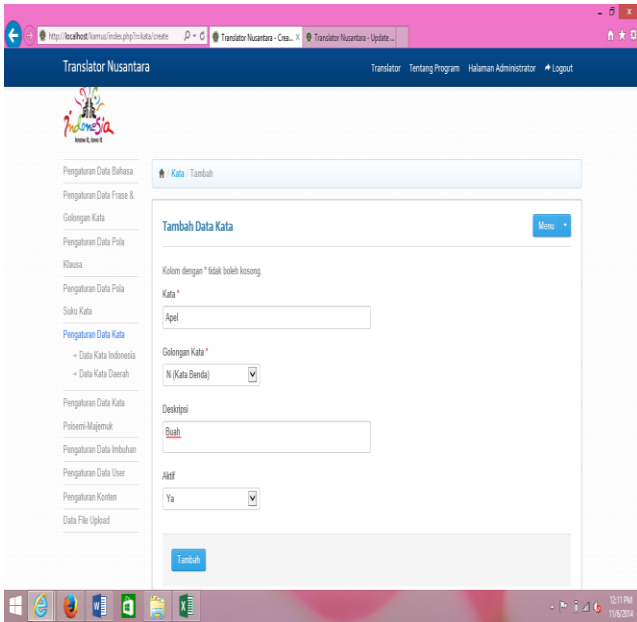 http://localhost/kamus/index.php?r=kata/create
Translator Nusantara - Crea...
Translator Nusantara - Update ...
Translator Nusantara
Translator
Tentang Program
Halaman Administrator
Logout
Indonesia
know it, love it
Pengaturan Data Bahasa
Pengaturan Data Frase &
Golongan Kata
Pengaturan Data Pola
Klausa
Pengaturan Data Pola
Suku Kata
Pengaturan Data Kata
→ Data Kata Indonesia
→ Data Kata Daerah
Pengaturan Data Kata
Poisemi-Majemuk
Pengaturan Data Imbuhan
Pengaturan Data User
Pengaturan Konten
Data File Upload
/ Kata / Tambah
Tambah Data Kata
Menu
Kolom dengan * tidak boleh kosong
Kata *
Apel
Golongan Kata *
N (Kata Benda)
Deskripsi
Buah
Aktif
Ya
Tambah
12:11 PM
11/6/2014